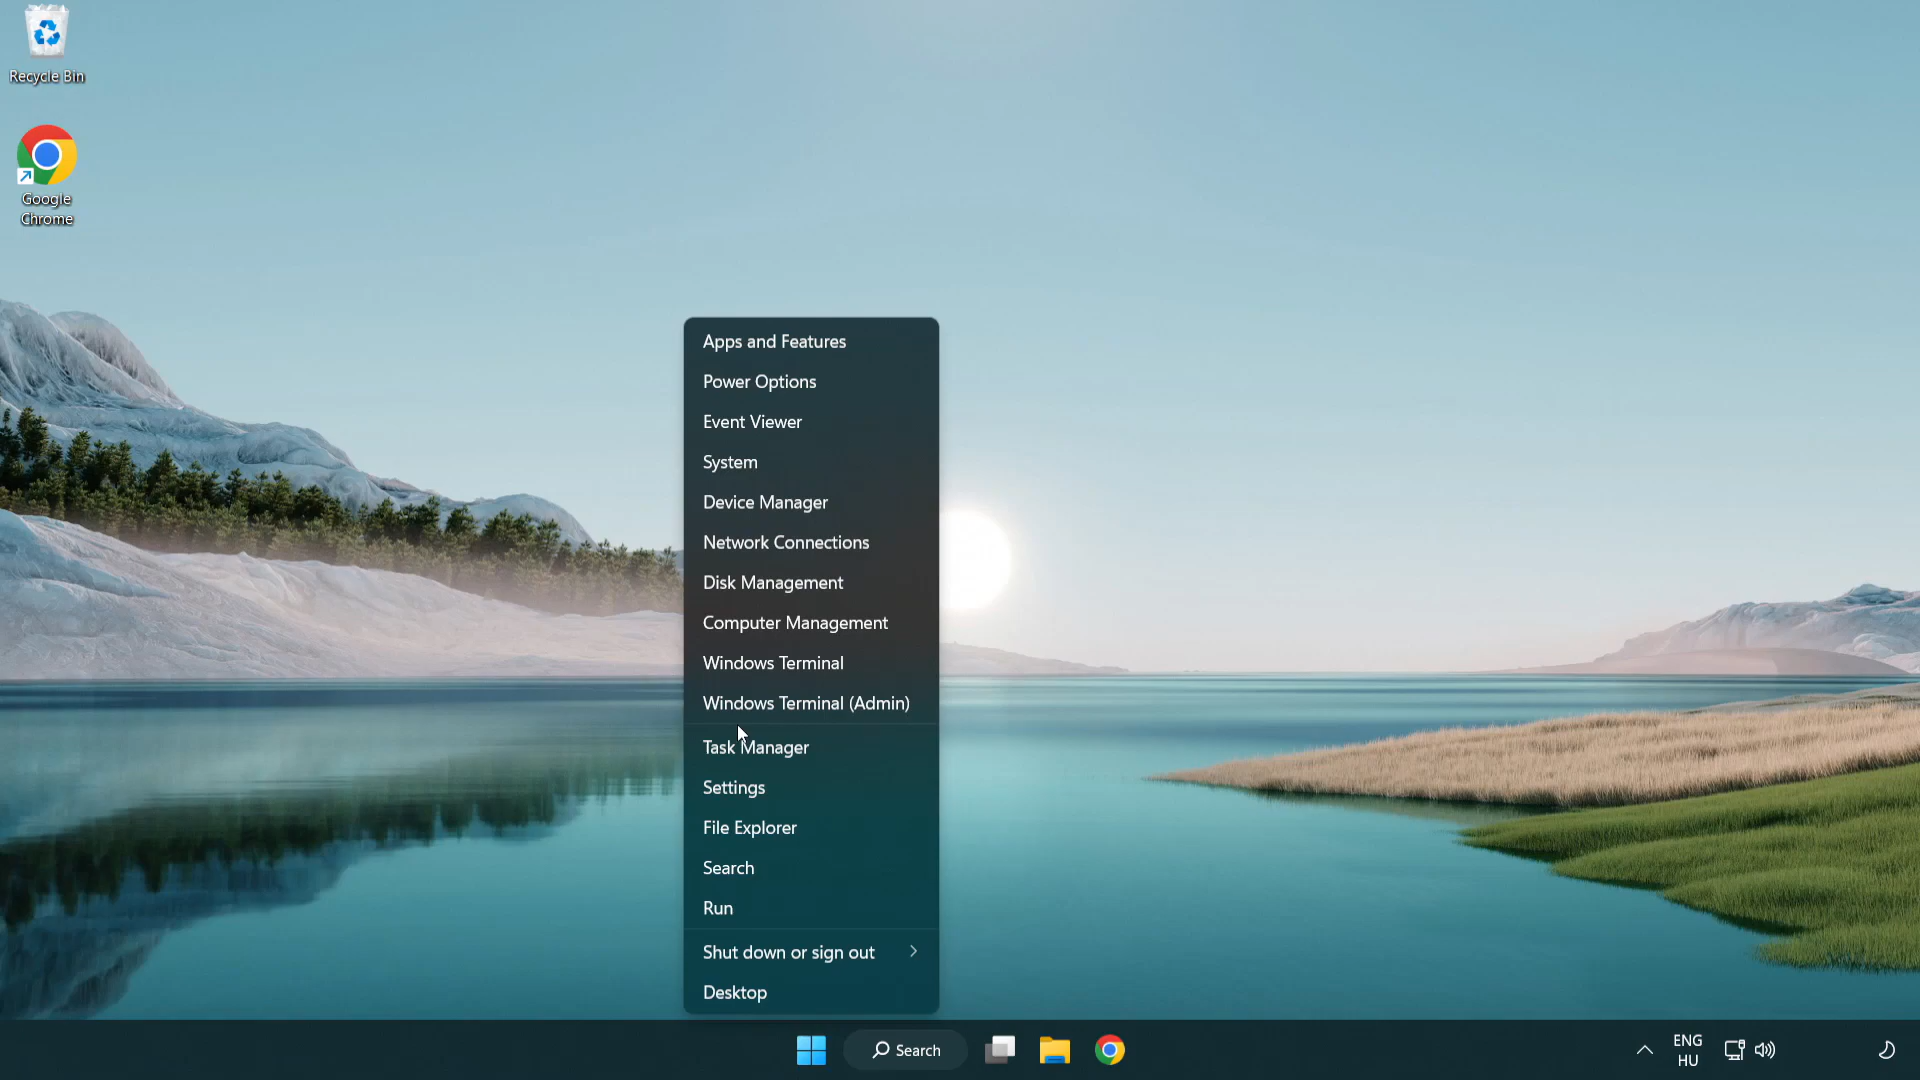 Recycle Bin
Google
Chrome
Apps and Features
Power Options
Event Viewer
System
Device Manager
Network Connections
Disk Management
Computer Management
Windows Terminal
Windows Terminal (Admin)
Task Manager
Settings
File Explorer
Search
Run
Shut down or sign out
Desktop
Search
ENG
HU